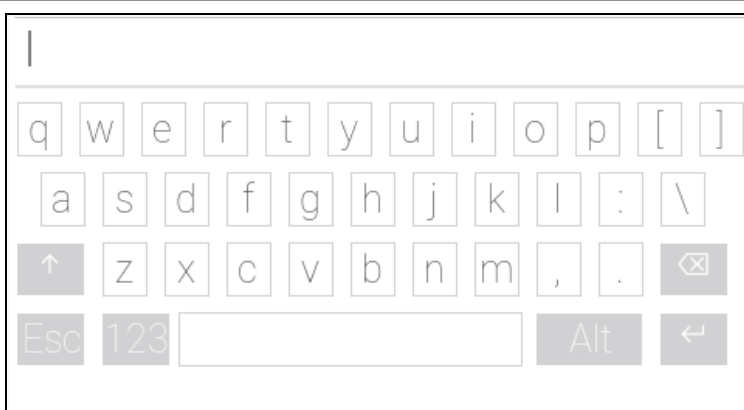 q w e r t y u i o p [ ]
a s d f g h j k l : \
↑ z x c v b n m , . ⌫
Esc 123 Alt ↵